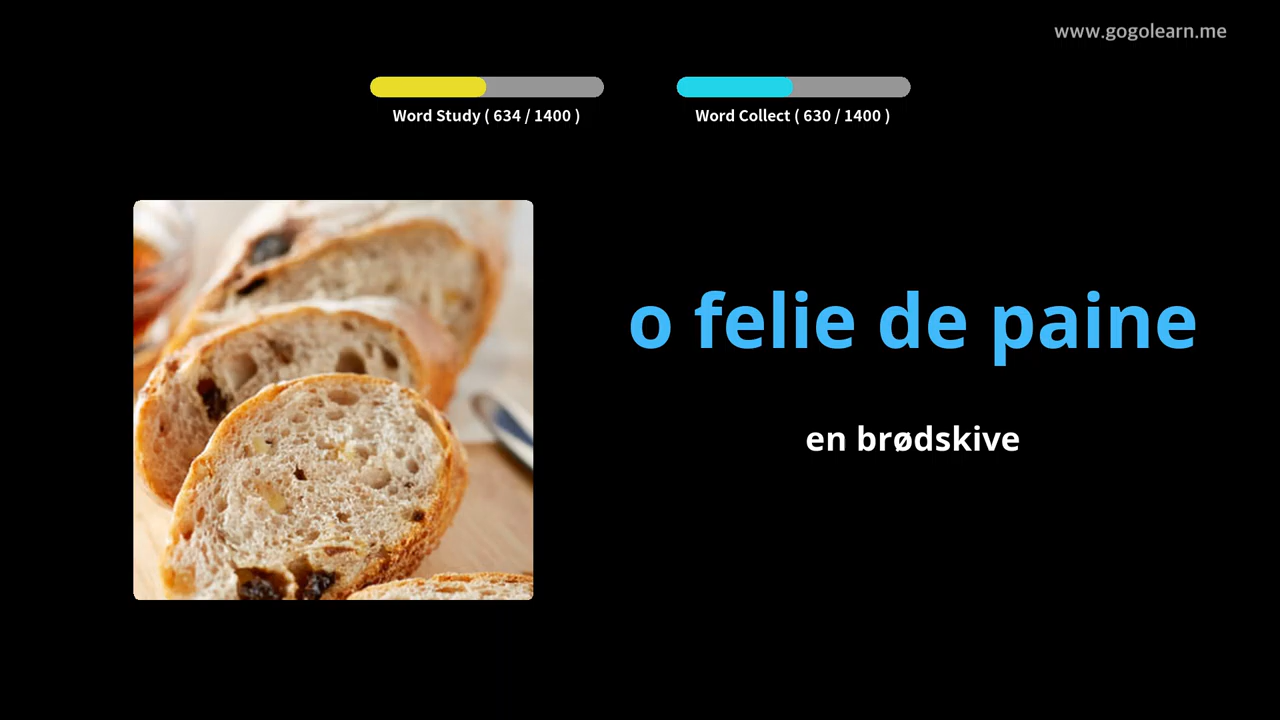 www.gogolearn.me
Word Study ( 634 / 1400 )
Word Collect ( 630 / 1400 )
o felie de paine
en brødskive